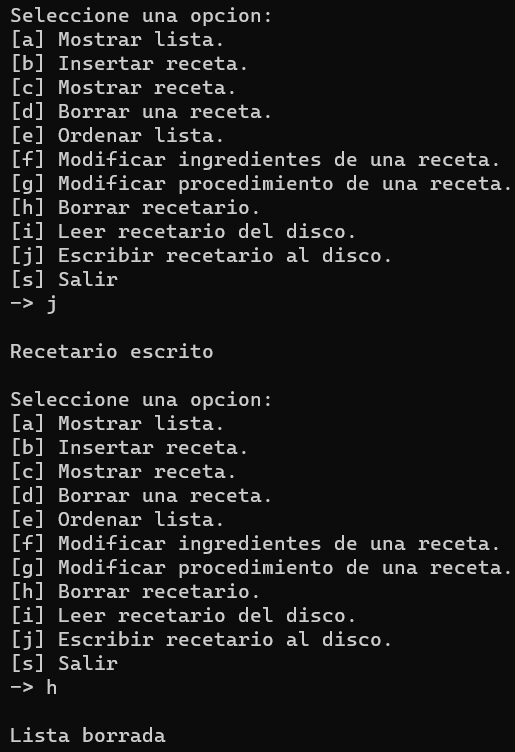 Seleccione una opcion:
[a] Mostrar lista.
[b] Insertar receta.
[c] Mostrar receta.
[d] Borrar una receta.
[e] Ordenar lista.
[f] Modificar ingredientes de una receta.
[g] Modificar procedimiento de una receta.
[h] Borrar recetario.
[i] Leer recetario del disco.
[j] Escribir recetario al disco.
[s] Salir
-> j
Recetario escrito
Seleccione una opcion:
[a] Mostrar lista.
[b] Insertar receta.
[c] Mostrar receta.
[d] Borrar una receta.
[e] Ordenar lista.
[f] Modificar ingredientes de una receta.
[g] Modificar procedimiento de una receta.
[h] Borrar recetario.
[i] Leer recetario del disco.
[j] Escribir recetario al disco.
[s] Salir
-> h
Lista borrada